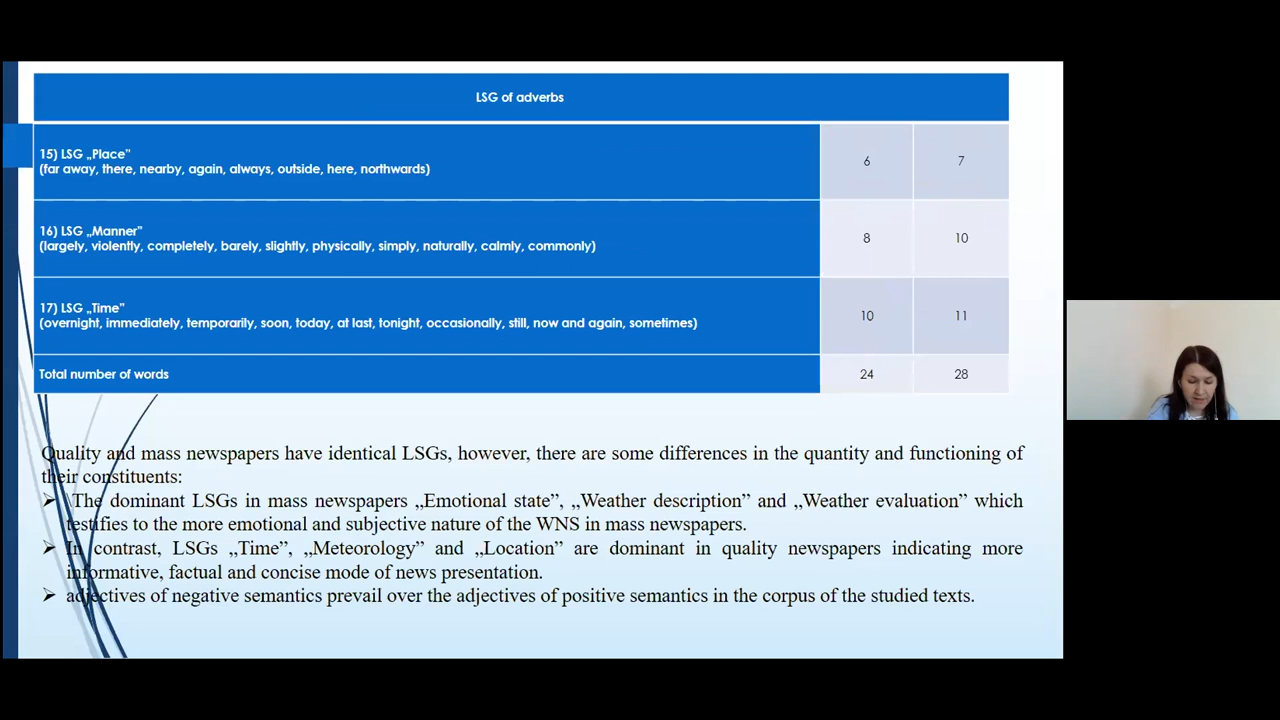 LSG of adverbs
15) LSG „Place”
(far away, there, nearby, again, always, outside, here, northwards)
6
7
16) LSG „Manner”
(largely, violently, completely, barely, slightly, physically, simply, naturally, calmly, commonly)
8
10
17) LSG „Time”
(overnight, immediately, temporarily, soon, today, at last, tonight, occasionally, still, now and again, sometimes)
10
11
Total number of words
24
28
Quality and mass newspapers have identical LSGs, however, there are some differences in the quantity and functioning of
their constituents:
➢ \The dominant LSGs in mass newspapers „Emotional state”, „Weather description” and „Weather evaluation” which
testifies to the more emotional and subjective nature of the WNS in mass newspapers.
➢ In contrast, LSGs „Time”, „Meteorology” and „Location” are dominant in quality newspapers indicating more
informative, factual and concise mode of news presentation.
➢ adjectives of negative semantics prevail over the adjectives of positive semantics in the corpus of the studied texts.